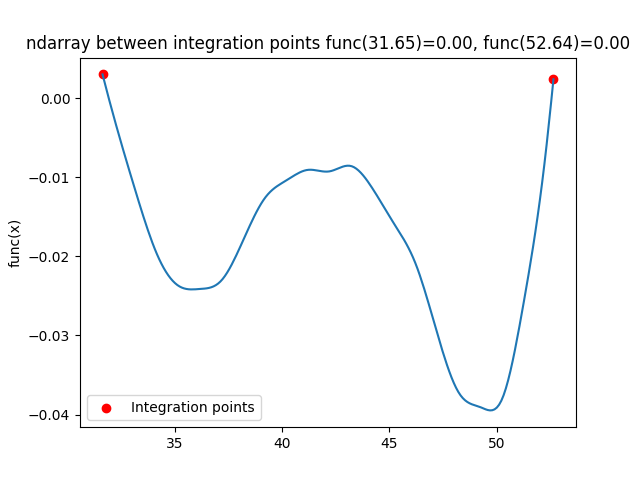 ndarray between integration points func(31.65)=0.00, func(52.64)=0.00
func(x)
0.00
−0.01
−0.02
−0.03
−0.04
Integration points
35 40 45 50